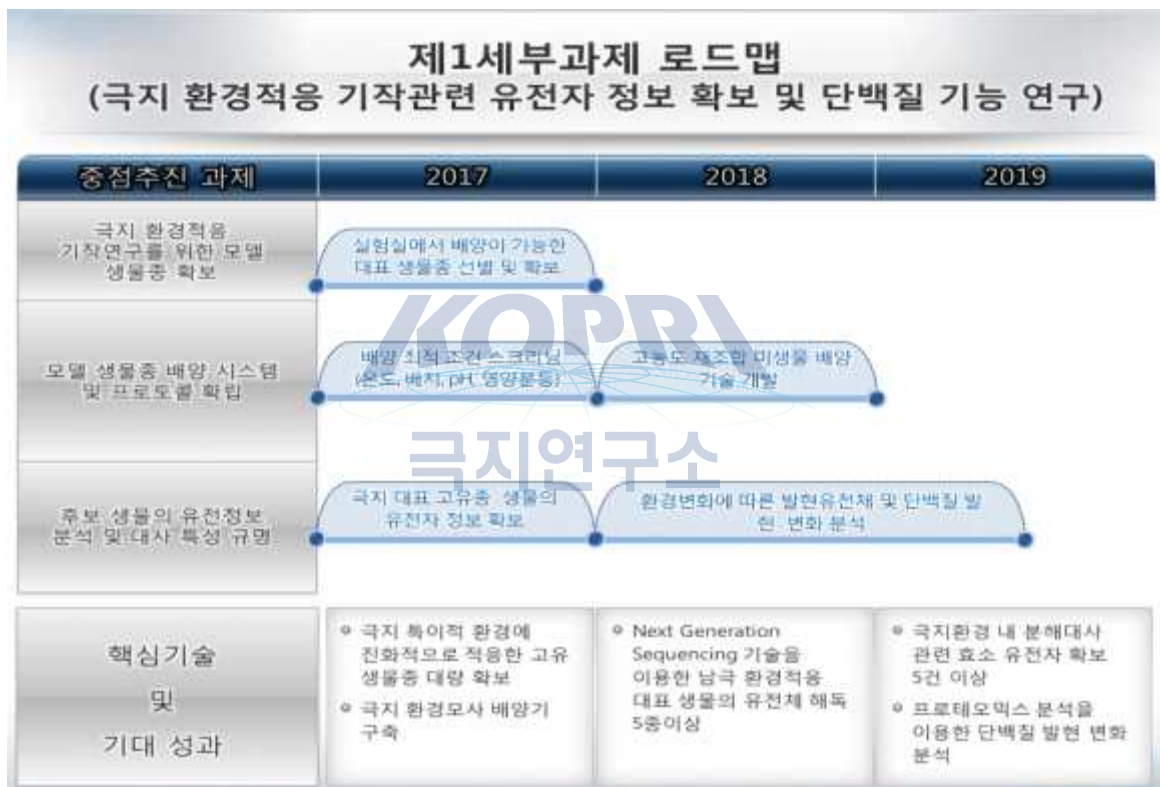 제1세부과제 로드맵
(극지 환경적응 기작관련 유전자 정보 확보 및 단백질 기능 연구)
중점추진 과제
2017
2018
2019
극지 환경적응
기작연구를 위한 모델
생물종 확보
실험실에서 배양이 가능한
대표 생물종 선별 및 확보
모델 생물종 배양 시스템
및 프로토콜 확립
배양 최적 조건 스크리닝
(온도, 배지, pH, 영양분등)
고농도 재조합 미생물 배양
기술 개발
KOPRI
극지연구소
후보 생물의 유전정보
분석 및 대사 특성 규명
극지 대표 고유종 생물의
유전자 정보 확보
환경변화에 따른 발현유전체 및 단백질 발
현 변화 분석
핵심기술
및
기대 성과
극지 특이적 환경에
진화적으로 적응한 고유
생물종 대량 확보
극지 환경모사 배양기
구축
Next Generation
Sequencing 기술을
이용한 남극 환경적응
대표 생물의 유전체 해독
5종이상
극지환경 내 분해대사
관련 효소 유전자 확보
5건 이상
프로테오믹스 분석을
이용한 단백질 발현 변화
분석